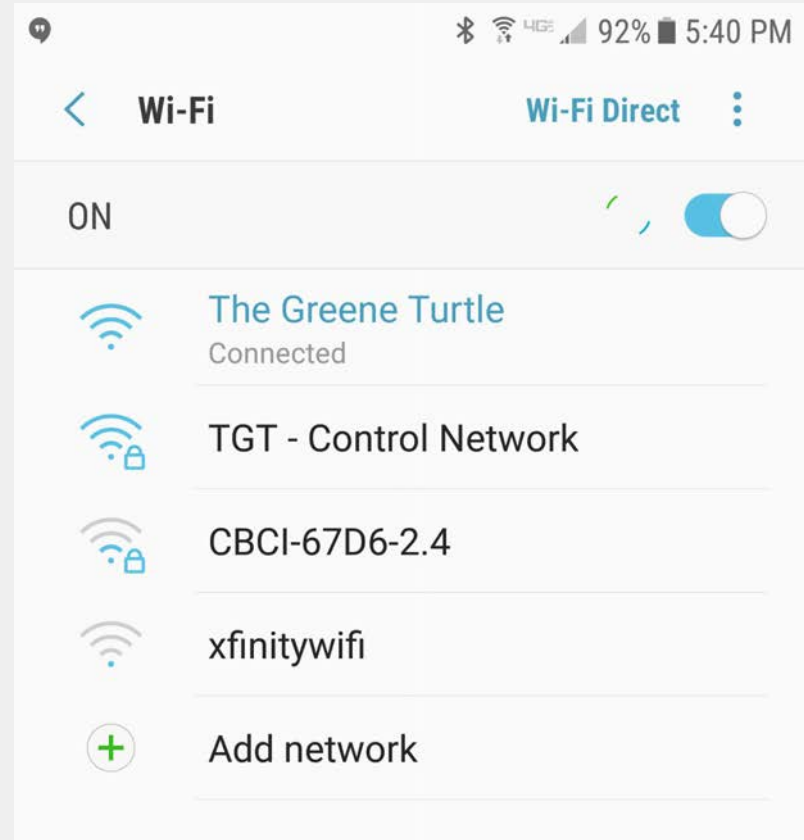 4GE 92% 5:40 PM
Wi-Fi Wi-Fi Direct
ON
The Greene Turtle
Connected
TGT - Control Network
CBCI-67D6-2.4
xfinitywifi
Add network